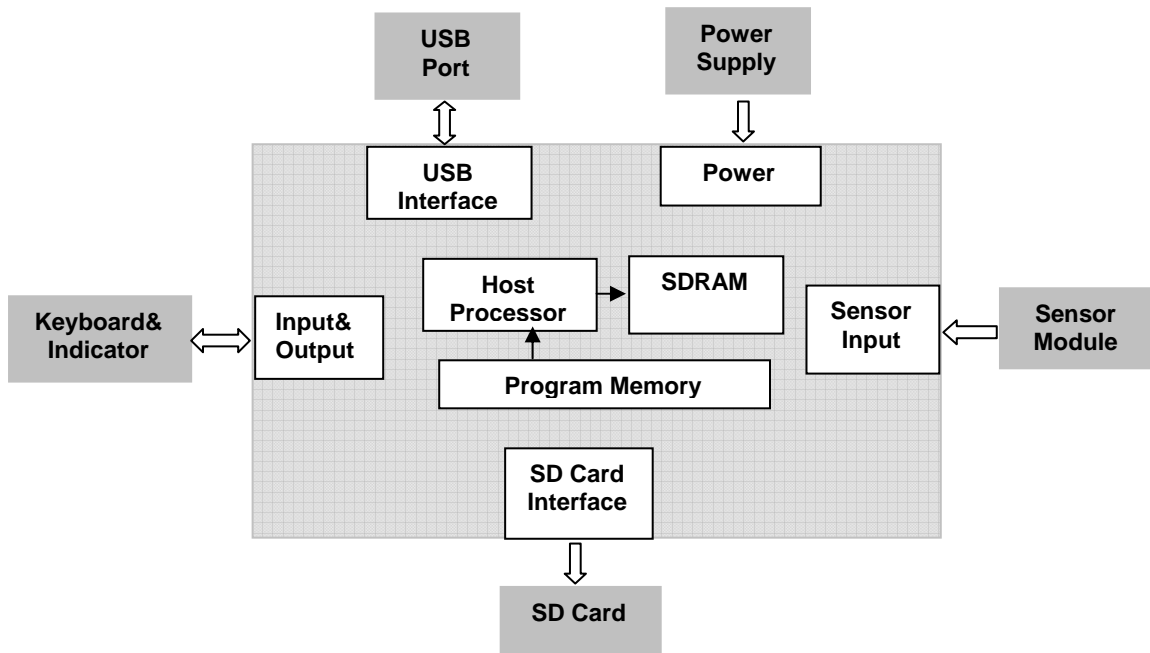 USB
Port
Power
Supply
USB
Interface
Power
Host
Processor
SDRAM
Keyboard&
Indicator
Input&
Output
Sensor
Input
Sensor
Module
Program Memory
SD Card
Interface
SD Card